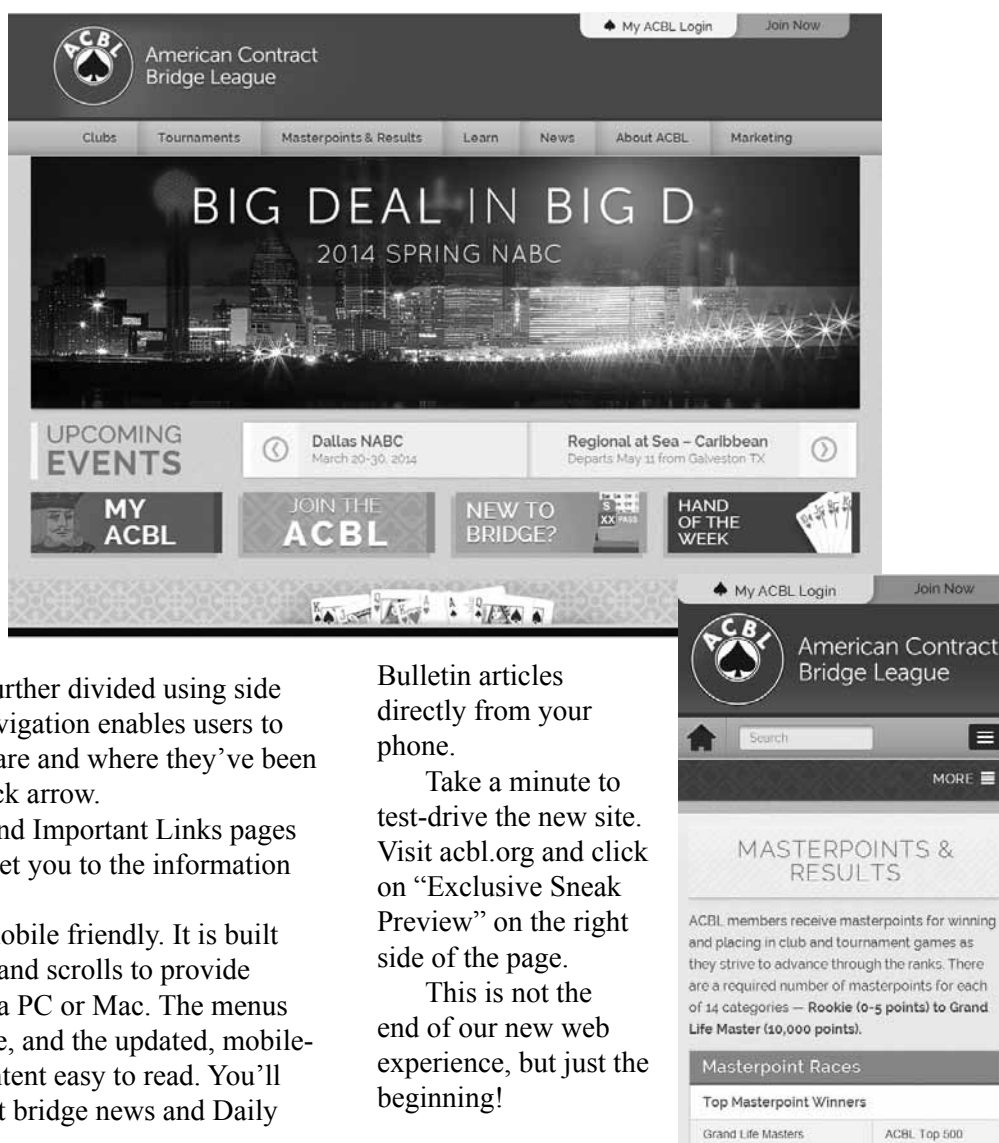 My ACBL Login
Join Now
ACBL
American Contract
Bridge League
Clubs
Tournaments
Masterpoints & Results
Learn
News
About ACBL
Marketing
BIG DEAL IN BIG D
2014 SPRING NABC
UPCOMING
EVENTS
Dallas NABC
March 20-30, 2014
Regional at Sea – Caribbean
Departs May 11 from Galveston TX
MY
ACBL
JOIN THE
ACBL
NEW TO
BRIDGE?
S
XX PASS
HAND
OF THE
WEEK
urther divided using side
vigation enables users to
are and where they've been
ck arrow.
nd Important Links pages
et you to the information
obile friendly. It is built
and scrolls to provide
a PC or Mac. The menus
e, and the updated, mobile-
ntent easy to read. You'll
t bridge news and Daily
Bulletin articles
directly from your
phone.
Take a minute to
test-drive the new site.
Visit acbl.org and click
on “Exclusive Sneak
Preview” on the right
side of the page.
This is not the
end of our new web
experience, but just the
beginning!
My ACBL Login
Join Now
ACBL
American Contract
Bridge League
Search
MORE
MASTERPOINTS &
RESULTS
ACBL members receive masterpoints for winning
and placing in club and tournament games as
they strive to advance through the ranks. There
are a required number of masterpoints for each
of 14 categories — Rookie (0-5 points) to Grand
Life Master (10,000 points).
Masterpoint Races
Top Masterpoint Winners
Grand Life Masters
ACBL Top 500